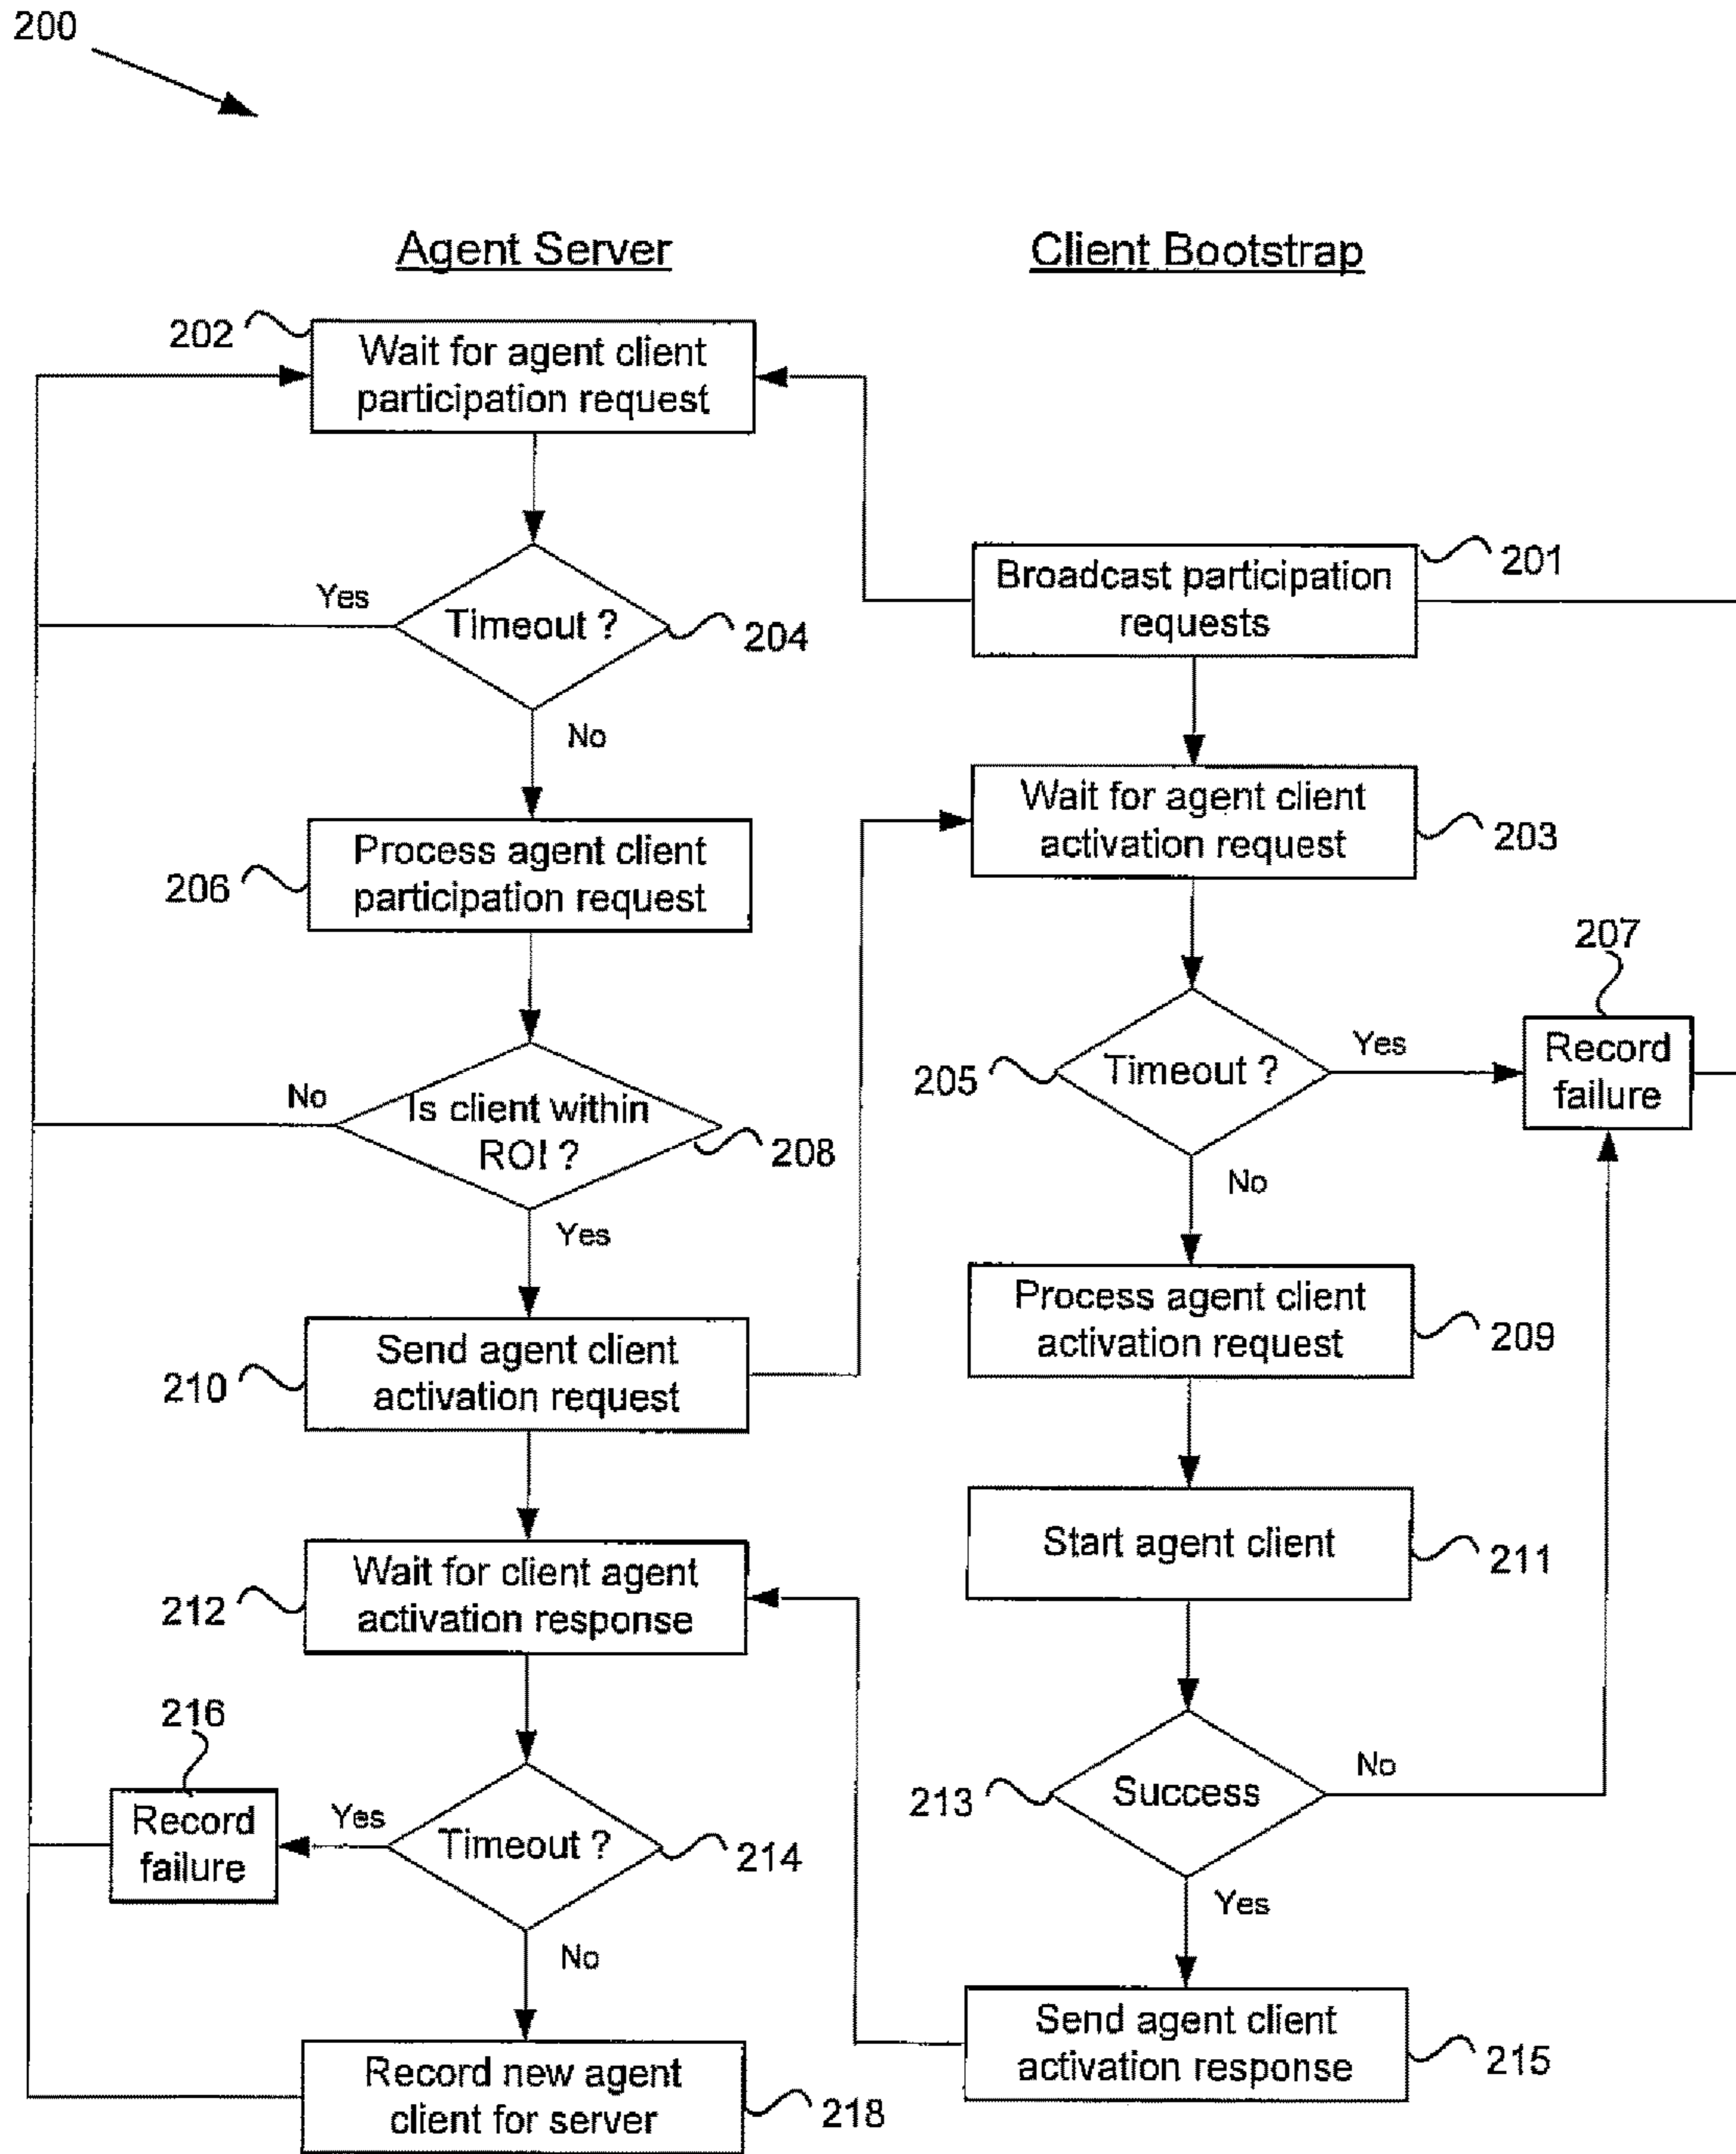 200
Agent Server
202
Wait for agent client
participation request
Yes
Timeout ?
204
No
Process agent client
participation request
206
No
Is client within
ROI ?
208
Yes
Send agent client
activation request
210
Wait for client agent
activation response
212
216
Record
failure
Yes
Timeout ?
214
No
Record new agent
client for server
218
Client Bootstrap
Broadcast participation
requests
201
Wait for agent client
activation request
203
205
Timeout ?
Yes
207
Record
failure
No
Process agent client
activation request
209
Start agent client
211
213
Success
No
Yes
Send agent client
activation response
215